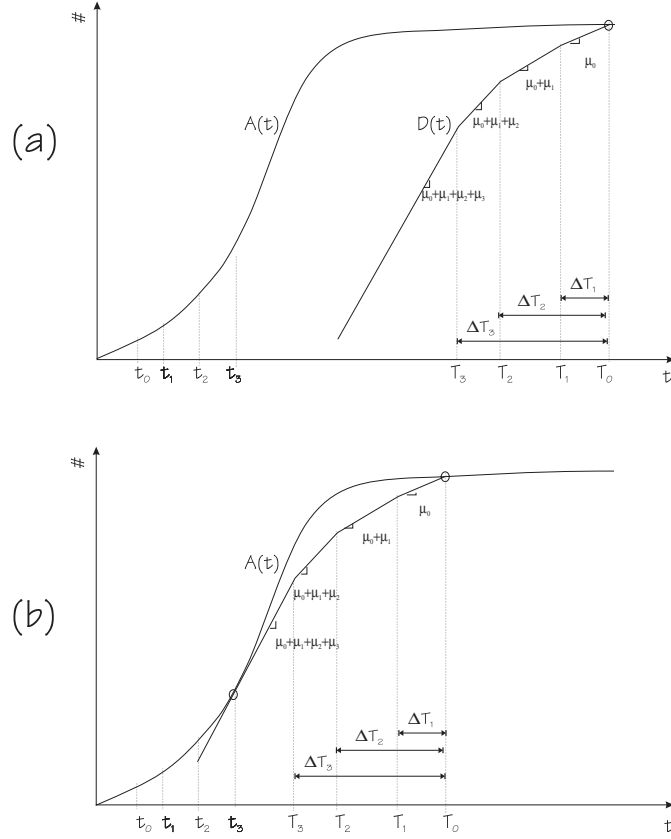 #
(a)
A(t)
D(t)
μ₀
μ₀+μ₁
μ₀+μ₁+μ₂
μ₀+μ₁+μ₂+μ₃
ΔT₁
ΔT₂
ΔT₃
t₀ t₁ t₂ t₃ T₃ T₂ T₁ T₀ t
#
(b)
A(t)
μ₀
μ₀+μ₁
μ₀+μ₁+μ₂
μ₀+μ₁+μ₂+μ₃
ΔT₁
ΔT₂
ΔT₃
t₀ t₁ t₂ t₃ T₃ T₂ T₁ T₀ t